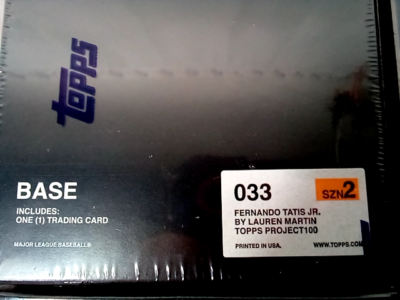 topps
BASE
INCLUDES:
ONE (1) TRADING CARD
MAJOR LEAGUE BASEBALL®
033
SZN2
FERNANDO TATIS JR.
BY LAUREN MARTIN
TOPPS PROJECT100
PRINTED IN USA.
WWW.TOPPS.COM